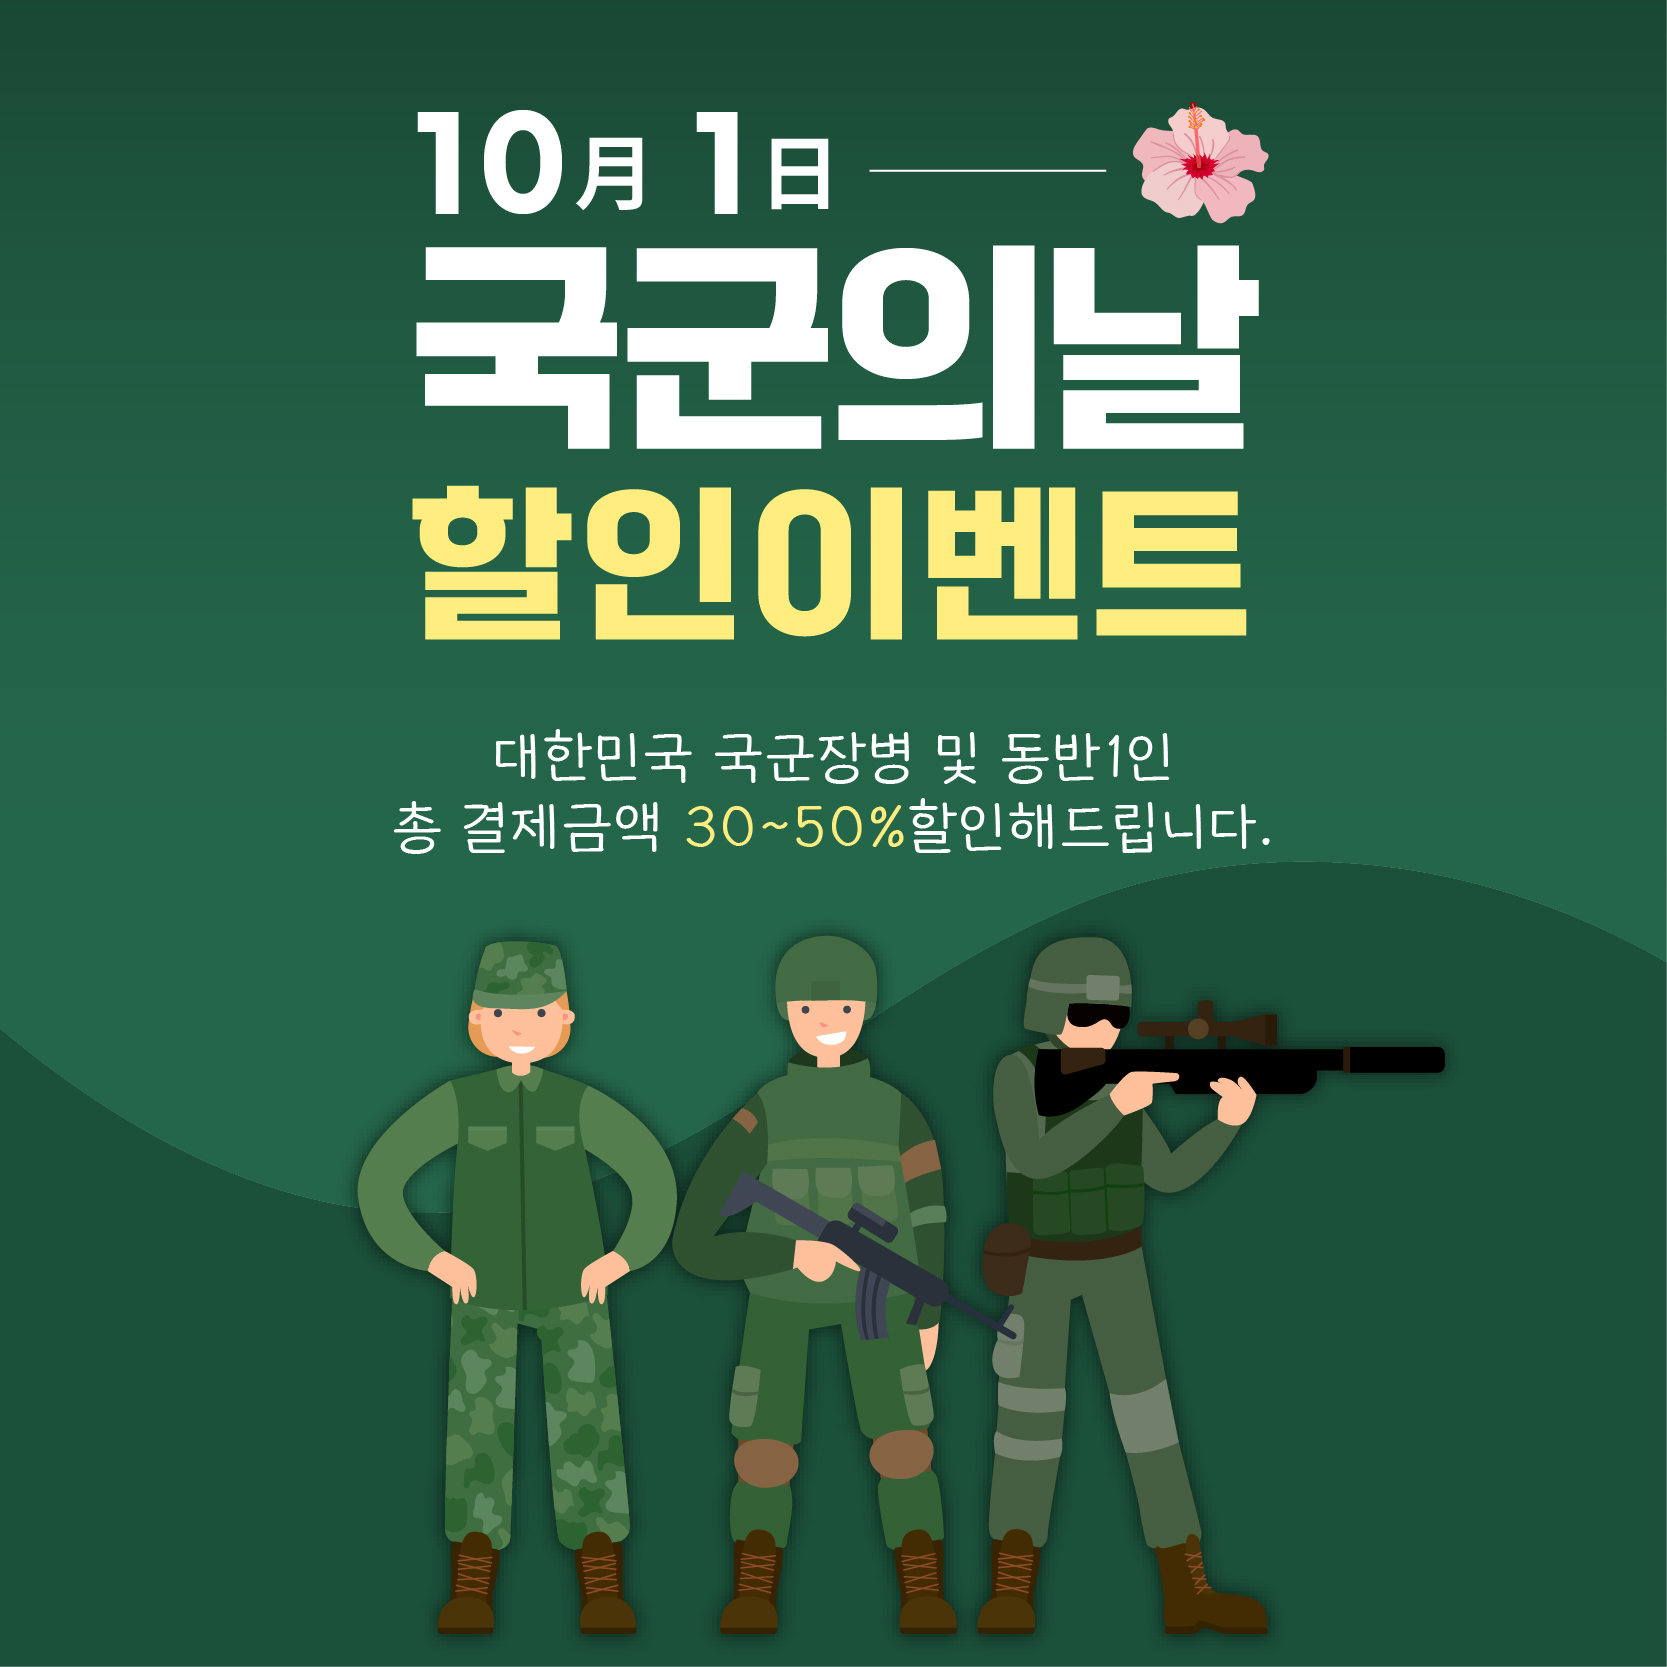 10月 1日
국군의날
할인이벤트
대한민국 국군장병 및 동반1인
총 결제금액 30~50%할인해드립니다.